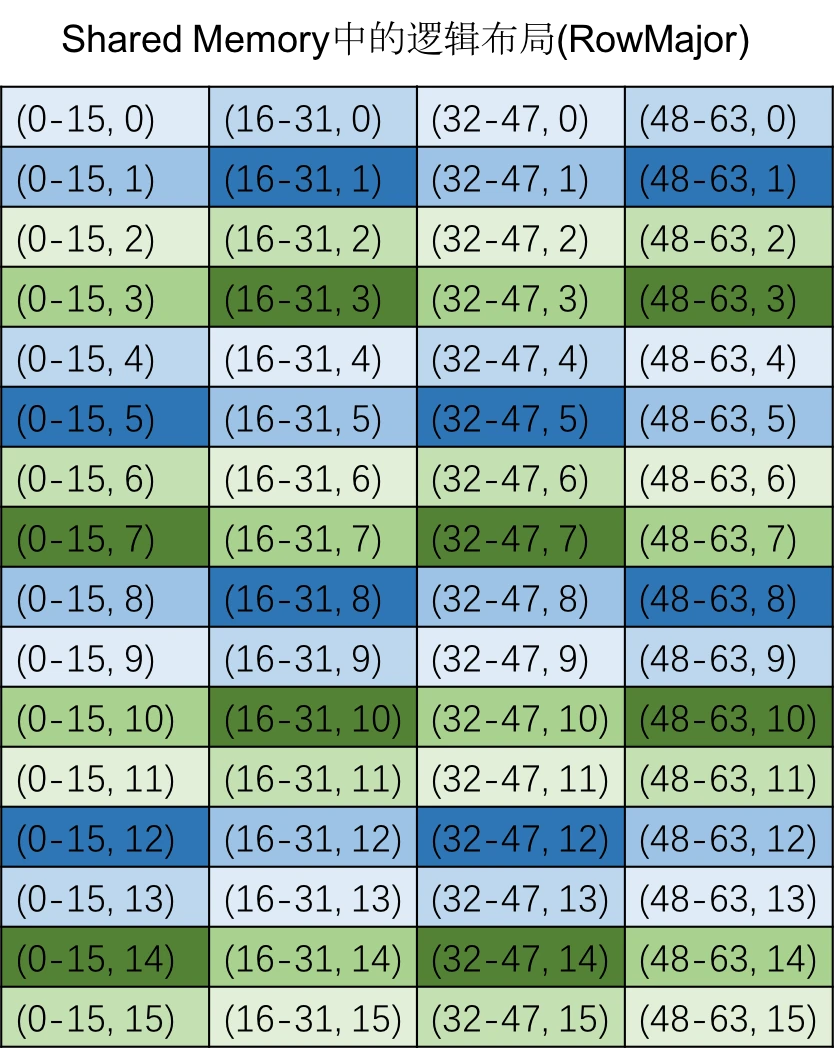 Shared Memory中的逻辑布局(RowMajor)
(0-15, 0) (16-31, 0) (32-47, 0) (48-63, 0)
(0-15, 1) (16-31, 1) (32-47, 1) (48-63, 1)
(0-15, 2) (16-31, 2) (32-47, 2) (48-63, 2)
(0-15, 3) (16-31, 3) (32-47, 3) (48-63, 3)
(0-15, 4) (16-31, 4) (32-47, 4) (48-63, 4)
(0-15, 5) (16-31, 5) (32-47, 5) (48-63, 5)
(0-15, 6) (16-31, 6) (32-47, 6) (48-63, 6)
(0-15, 7) (16-31, 7) (32-47, 7) (48-63, 7)
(0-15, 8) (16-31, 8) (32-47, 8) (48-63, 8)
(0-15, 9) (16-31, 9) (32-47, 9) (48-63, 9)
(0-15, 10) (16-31, 10) (32-47, 10) (48-63, 10)
(0-15, 11) (16-31, 11) (32-47, 11) (48-63, 11)
(0-15, 12) (16-31, 12) (32-47, 12) (48-63, 12)
(0-15, 13) (16-31, 13) (32-47, 13) (48-63, 13)
(0-15, 14) (16-31, 14) (32-47, 14) (48-63, 14)
(0-15, 15) (16-31, 15) (32-47, 15) (48-63, 15)